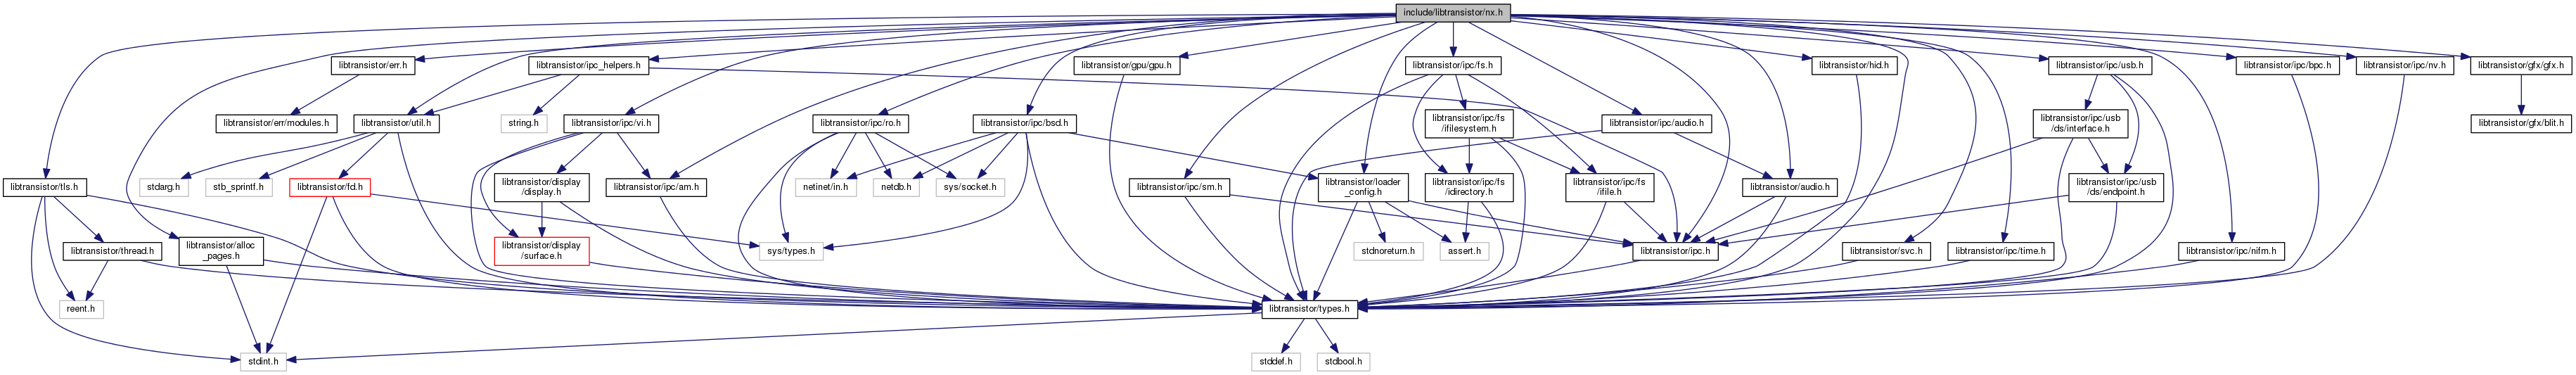 include/libtransistor/nx.h
libtransistor/err.h
libtransistor/ipc_helpers.h
libtransistor/gpu/gpu.h
libtransistor/ipc/fs.h
libtransistor/hid.h
libtransistor/ipc/usb.h
libtransistor/ipc/bpc.h
libtransistor/ipc/nv.h
libtransistor/gfx/gfx.h
libtransistor/err/modules.h
libtransistor/util.h
string.h
libtransistor/ipc/vi.h
libtransistor/ipc/ro.h
libtransistor/ipc/bsd.h
libtransistor/ipc/fs
/ifilesystem.h
libtransistor/ipc/audio.h
libtransistor/ipc/usb
/ds/interface.h
libtransistor/gfx/blit.h
libtransistor/tls.h
stdarg.h
stb_sprintf.h
libtransistor/fd.h
libtransistor/display
/display.h
libtransistor/ipc/am.h
netinet/in.h
netdb.h
sys/socket.h
libtransistor/ipc/sm.h
libtransistor/loader
_config.h
libtransistor/ipc/fs
/idirectory.h
libtransistor/ipc/fs
/ifile.h
libtransistor/audio.h
libtransistor/ipc/usb
/ds/endpoint.h
libtransistor/thread.h
libtransistor/alloc
_pages.h
libtransistor/display
/surface.h
sys/types.h
stdnoreturn.h
assert.h
libtransistor/ipc.h
libtransistor/svc.h
libtransistor/ipc/time.h
libtransistor/ipc/nifm.h
reent.h
libtransistor/types.h
stdint.h
stddef.h
stdbool.h